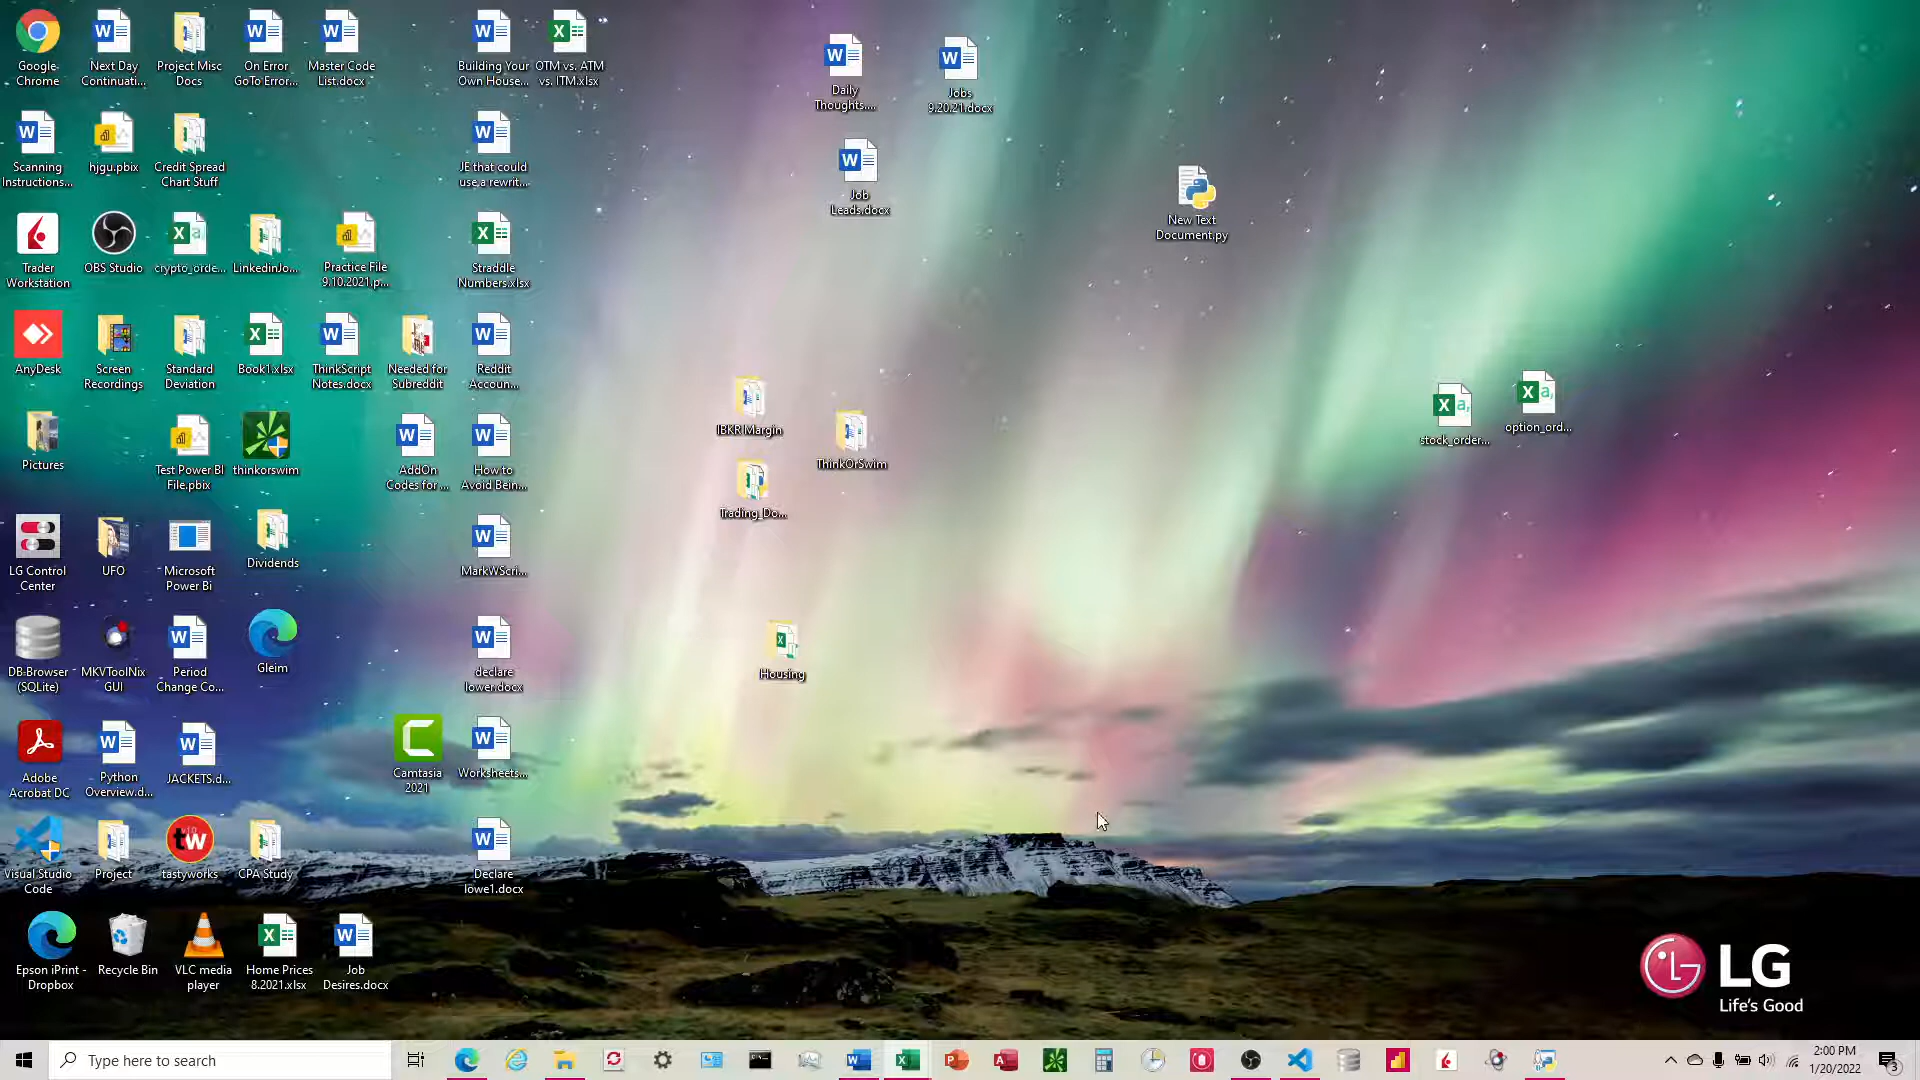 Google
Chrome
Next Day
Continuati...
Project Misc
Docs
On Error
GoTo Error...
Master Code
List.docx
Building Your
Own House...
OTM vs. ATM
vs. ITM.xlsx
Daily
Thoughts....
Jobs
9.20.21.docx
Scanning
Instructions...
hjgu.pbix
Credit Spread
Chart Stuff
JE that could
use a rewrit...
Job
Leads.docx
New Text
Document.py
Trader
Workstation
OBS Studio
crypto_orde...
LinkedinJo...
Practice File
9.10.2021.p...
Straddle
Numbers.xlsx
AnyDesk
Screen
Recordings
Standard
Deviation
Book1.xlsx
ThinkScript
Notes.docx
Needed for
Subreddit
Reddit
Accoun...
IBKR Margin
ThinkOrSwim
stock_order...
option_ord...
Pictures
Test Power BI
File.pbix
thinkorswim
AddOn
Codes for ...
How to
Avoid Bein...
Trading_Do...
LG Control
Center
UFO
Microsoft
Power Bi
Dividends
MarkWScri...
DB Browser
(SQLite)
MKVToolNix
GUI
Period
Change Co...
Gleim
declare
lower.docx
Housing
Adobe
Acrobat DC
Python
Overview.d...
JACKETS.d...
Camtasia
2021
Worksheets...
Visual Studio
Code
Project
tw
tastyworks
CPA Study
Declare
lowe1.docx
Epson iPrint -
Dropbox
Recycle Bin
VLC media
player
Home Prices
8.2021.xlsx
Job
Desires.docx
LG
Life's Good
Type here to search
2:00 PM
1/20/2022
3